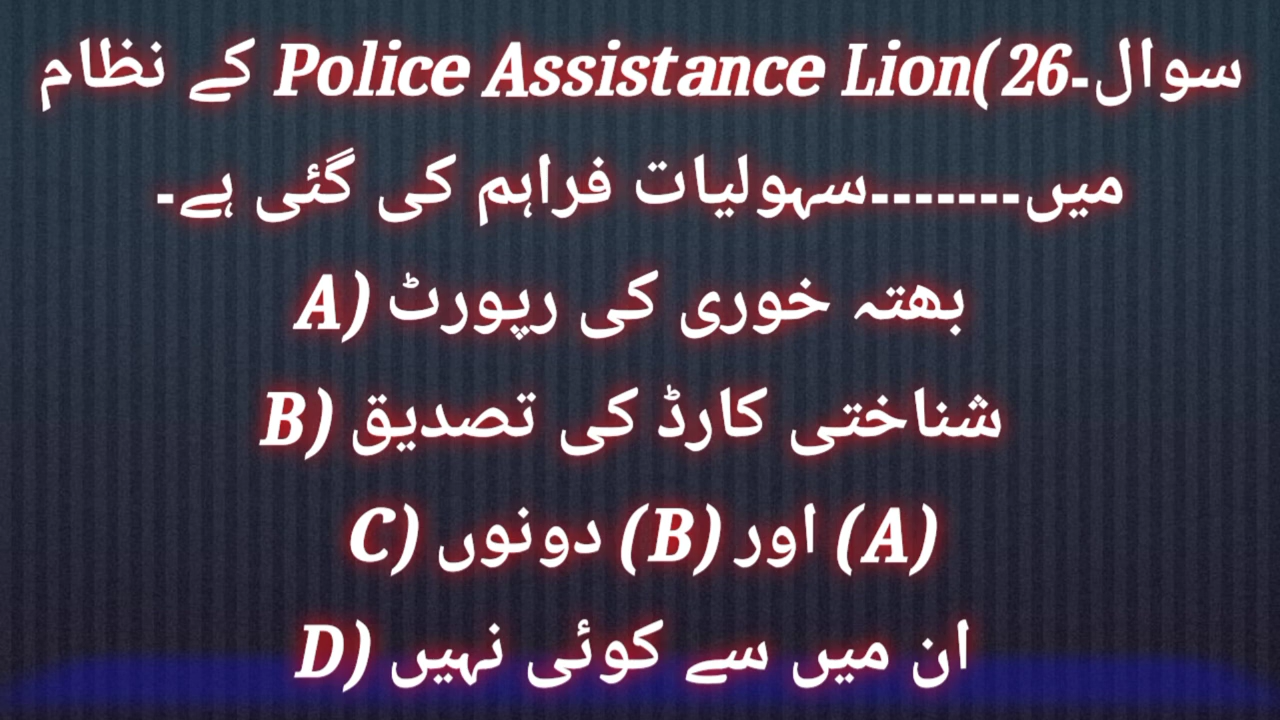 سوال۔26)Police Assistance Lion کے نظام
میں۔۔۔۔۔۔۔سہولیات فراہم کی گئی ہے۔
بھتہ خوری کی رپورٹ (A
شناختی کارڈ کی تصدیق (B
(A) اور (B) دونوں (C
ان میں سے کوئی نہیں (D